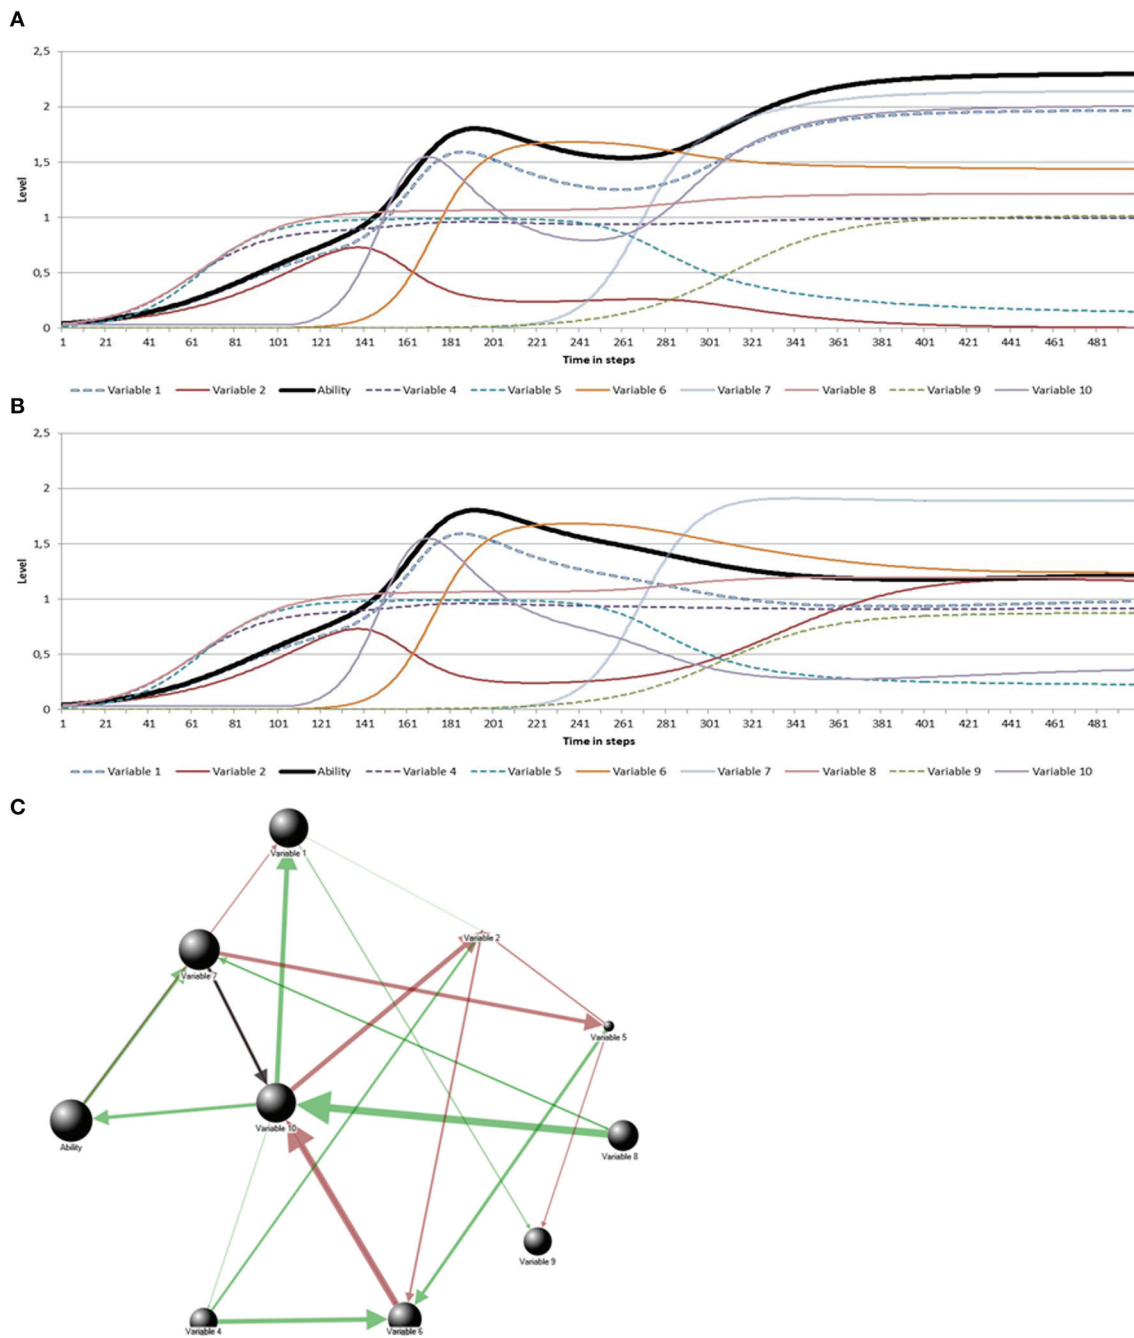 A
2,5
2
1,5
1
0,5
0
Level
1 21 41 61 81 101 121 141 161 181 201 221 241 261 281 301 321 341 361 381 401 421 441 461 481
Time in steps
Variable 1 Variable 2 Ability Variable 4 Variable 5 Variable 6 Variable 7 Variable 8 Variable 9 Variable 10
B
2,5
2
1,5
1
0,5
0
Level
1 21 41 61 81 101 121 141 161 181 201 221 241 261 281 301 321 341 361 381 401 421 441 461 481
Time in steps
Variable 1 Variable 2 Ability Variable 4 Variable 5 Variable 6 Variable 7 Variable 8 Variable 9 Variable 10
C
Variable 1
Variable 2
Variable 7
Variable 5
Variable 10
Ability
Variable 8
Variable 9
Variable 4
Variable 6